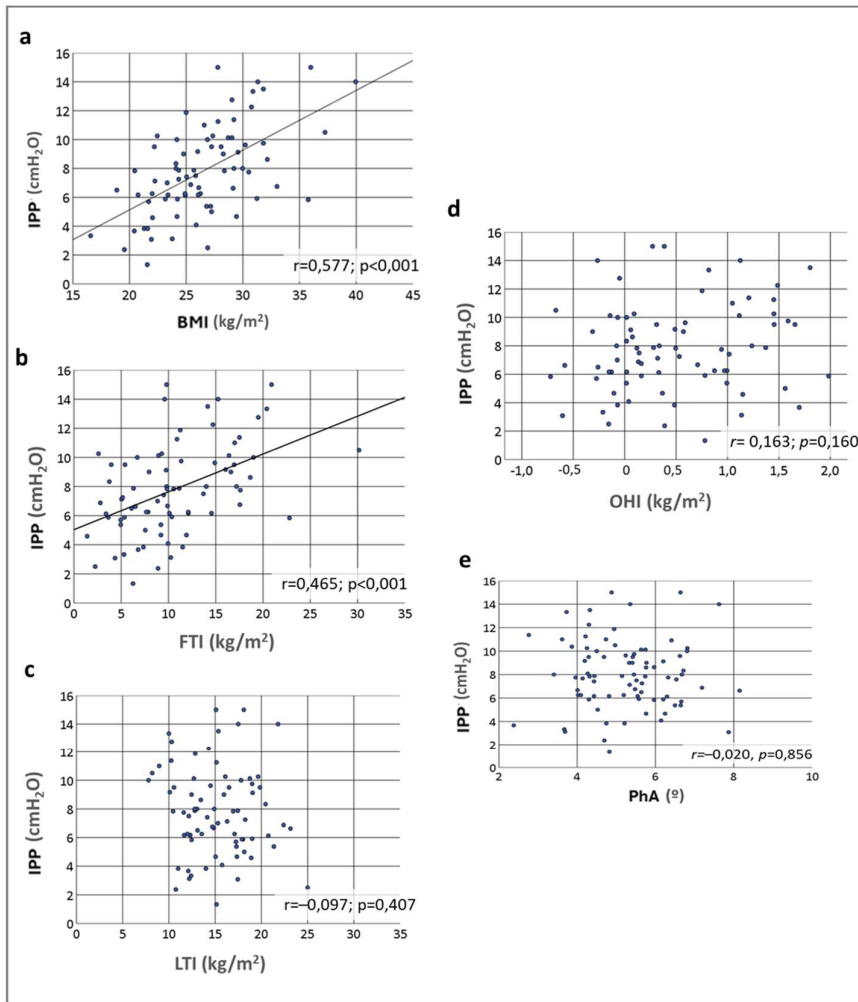 a
16
14
12
10
8
6
4
2
0
IPP (cmH₂O)
15 20 25 30 35 40 45
r=0,577; p<0,001
BMI (kg/m²)
b
16
14
12
10
8
6
4
2
0
IPP (cmH₂O)
0 5 10 15 20 25 30 35
r=0,465; p<0,001
FTI (kg/m²)
c
16
14
12
10
8
6
4
2
0
IPP (cmH₂O)
0 5 10 15 20 25 30 35
r=–0,097; p=0,407
LTI (kg/m²)
d
16
14
12
10
8
6
4
2
0
IPP (cmH₂O)
-1,0 -0,5 0 0,5 1,0 1,5 2,0
r= 0,163; p=0,160
OHI (kg/m²)
e
16
14
12
10
8
6
4
2
0
IPP (cmH₂O)
2 4 6 8 10
r=–0,020, p=0,856
PhA (º)